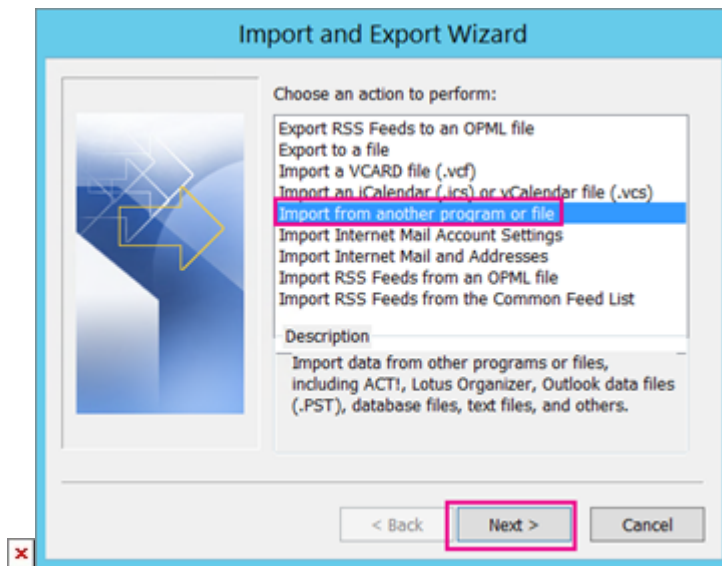 Import and Export Wizard
Choose an action to perform:
Export RSS Feeds to an OPML file
Export to a file
Import a VCARD file (.vcf)
Import an iCalendar (.ics) or vCalendar file (.vcs)
Import from another program or file
Import Internet Mail Account Settings
Import Internet Mail and Addresses
Import RSS Feeds from an OPML file
Import RSS Feeds from the Common Feed List
Description
Import data from other programs or files,
including ACT!, Lotus Organizer, Outlook data files
(.PST), database files, text files, and others.
< Back
Next >
Cancel